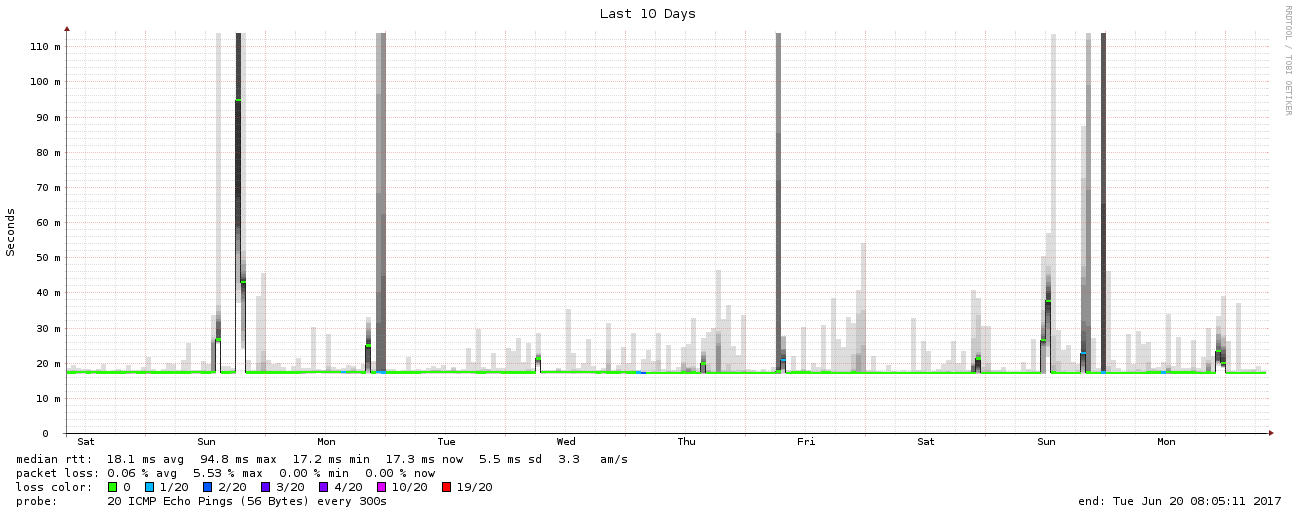 Last 10 Days
RRDTOOL / TOBI OETIKER
110 m
100 m
90 m
80 m
70 m
60 m
50 m
40 m
30 m
20 m
10 m
0
Seconds
Sat Sun Mon Tue Wed Thu Fri Sat Sun Mon
median rtt: 18.1 ms avg 94.8 ms max 17.2 ms min 17.3 ms now 5.5 ms sd 3.3 am/s
packet loss: 0.06 % avg 5.53 % max 0.00 % min 0.00 % now
loss color: 0 1/20 2/20 3/20 4/20 10/20 19/20
probe: 20 ICMP Echo Pings (56 Bytes) every 300s end: Tue Jun 20 08:05:11 2017